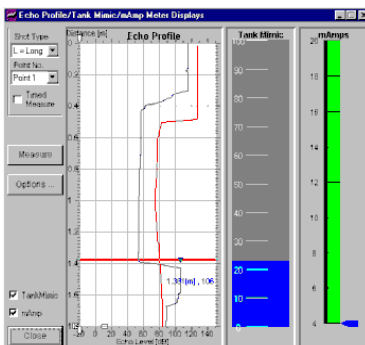 Echo Profile/Tank Mimic/mAmp Meter Displays
Shot Type
L = Long
Point No.
Point 1
Timed
Measure
Measure
Options ...
TankMimic
mAmp
Close
Distance [m]
Echo Profile
0
0.2
0.4
0.6
0.8
1
1.2
1.4
1.6
1.8
1.381[m] , 106
-20
0
20
40
60
80
100
120
140
Echo Level [dB]
Tank Mimic
100
90
80
70
60
50
40
30
20
10
0
mAmps
20
18
16
14
12
10
8
6
4